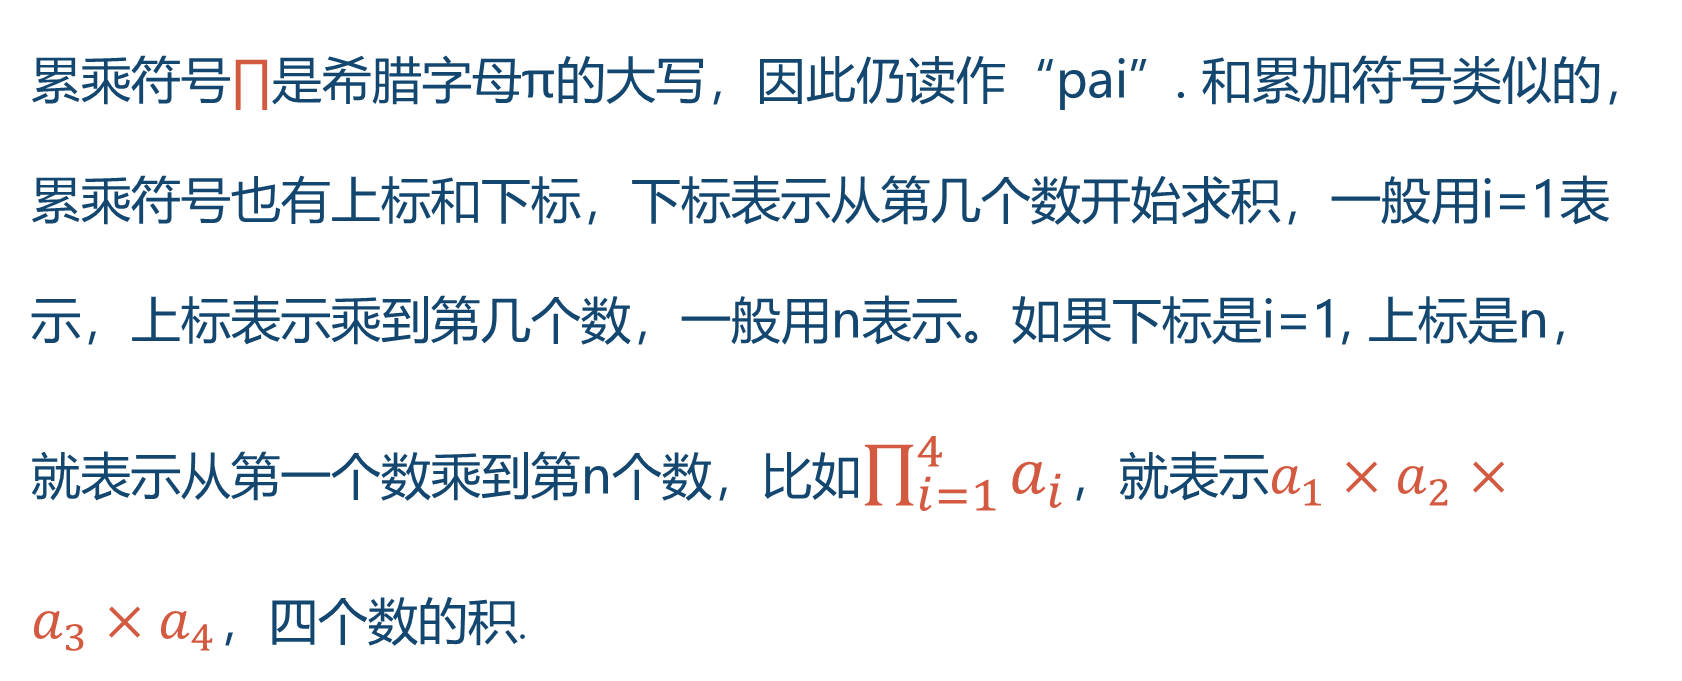 累乘符号∏是希腊字母π的大写，因此仍读作“pai”. 和累加符号类似的，
累乘符号也有上标和下标，下标表示从第几个数开始求积，一般用i=1表
示，上标表示乘到第几个数，一般用n表示。如果下标是i=1, 上标是n，
就表示从第一个数乘到第n个数，比如∏_{i=1}^{4} a_i，就表示a₁ × a₂ ×
a₃ × a₄，四个数的积.